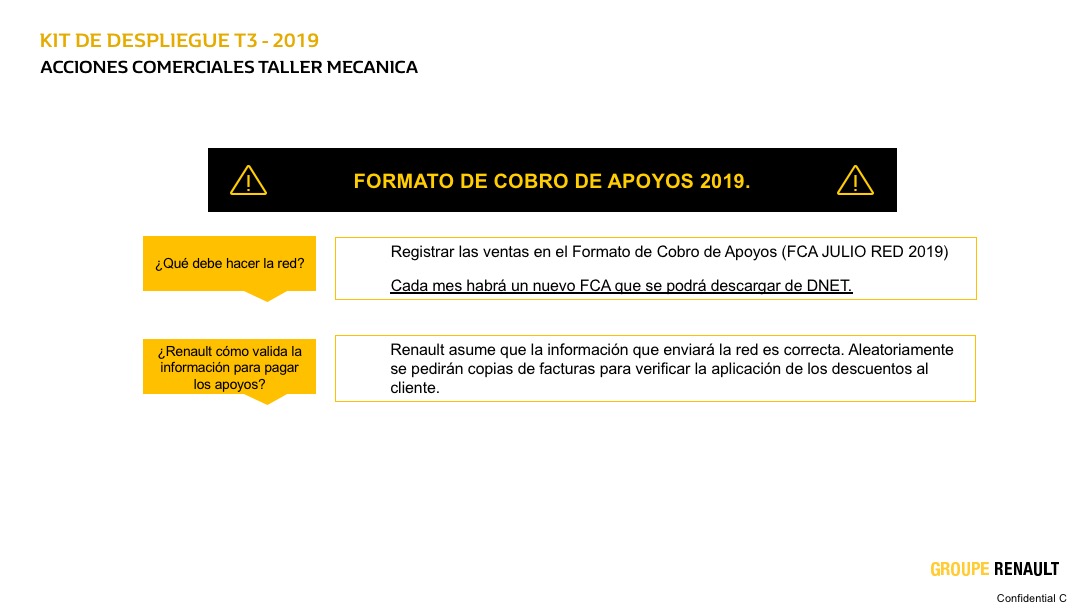 KIT DE DESPLIEGUE T3 - 2019
ACCIONES COMERCIALES TALLER MECANICA
FORMATO DE COBRO DE APOYOS 2019.
¿Qué debe hacer la red?
Registrar las ventas en el Formato de Cobro de Apoyos (FCA JULIO RED 2019)
Cada mes habrá un nuevo FCA que se podrá descargar de DNET.
¿Renault cómo valida la
información para pagar
los apoyos?
Renault asume que la información que enviará la red es correcta. Aleatoriamente
se pedirán copias de facturas para verificar la aplicación de los descuentos al
cliente.
GROUPE RENAULT
Confidential C